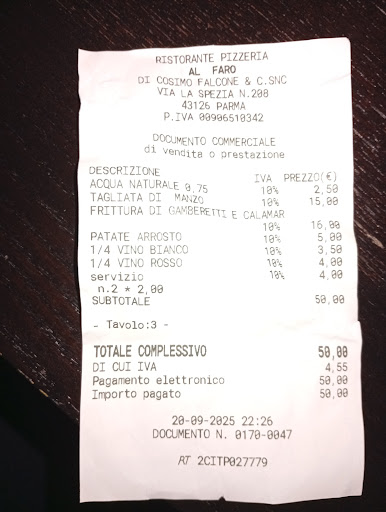 RISTORANTE PIZZERIA
AL FARO
DI COSIMO FALCONE & C.SNC
VIA LA SPEZIA N.208
43126 PARMA
P.IVA 00906510342
DOCUMENTO COMMERCIALE
di vendita o prestazione
DESCRIZIONE IVA PREZZO(€)
ACQUA NATURALE 0,75 10% 2,50
TAGLIATA DI MANZO 10% 15,00
FRITTURA DI GAMBERETTI E CALAMAR
10% 16,00
PATATE ARROSTO 10% 5,00
1/4 VINO BIANCO 10% 3,50
1/4 VINO ROSSO 10% 4,00
servizio 10% 4,00
n.2 * 2,00
SUBTOTALE 50,00
- Tavolo:3 -
TOTALE COMPLESSIVO 50,00
DI CUI IVA 4,55
Pagamento elettronico 50,00
Importo pagato 50,00
20-09-2025 22:26
DOCUMENTO N. 0170-0047
RT 2CITP027779